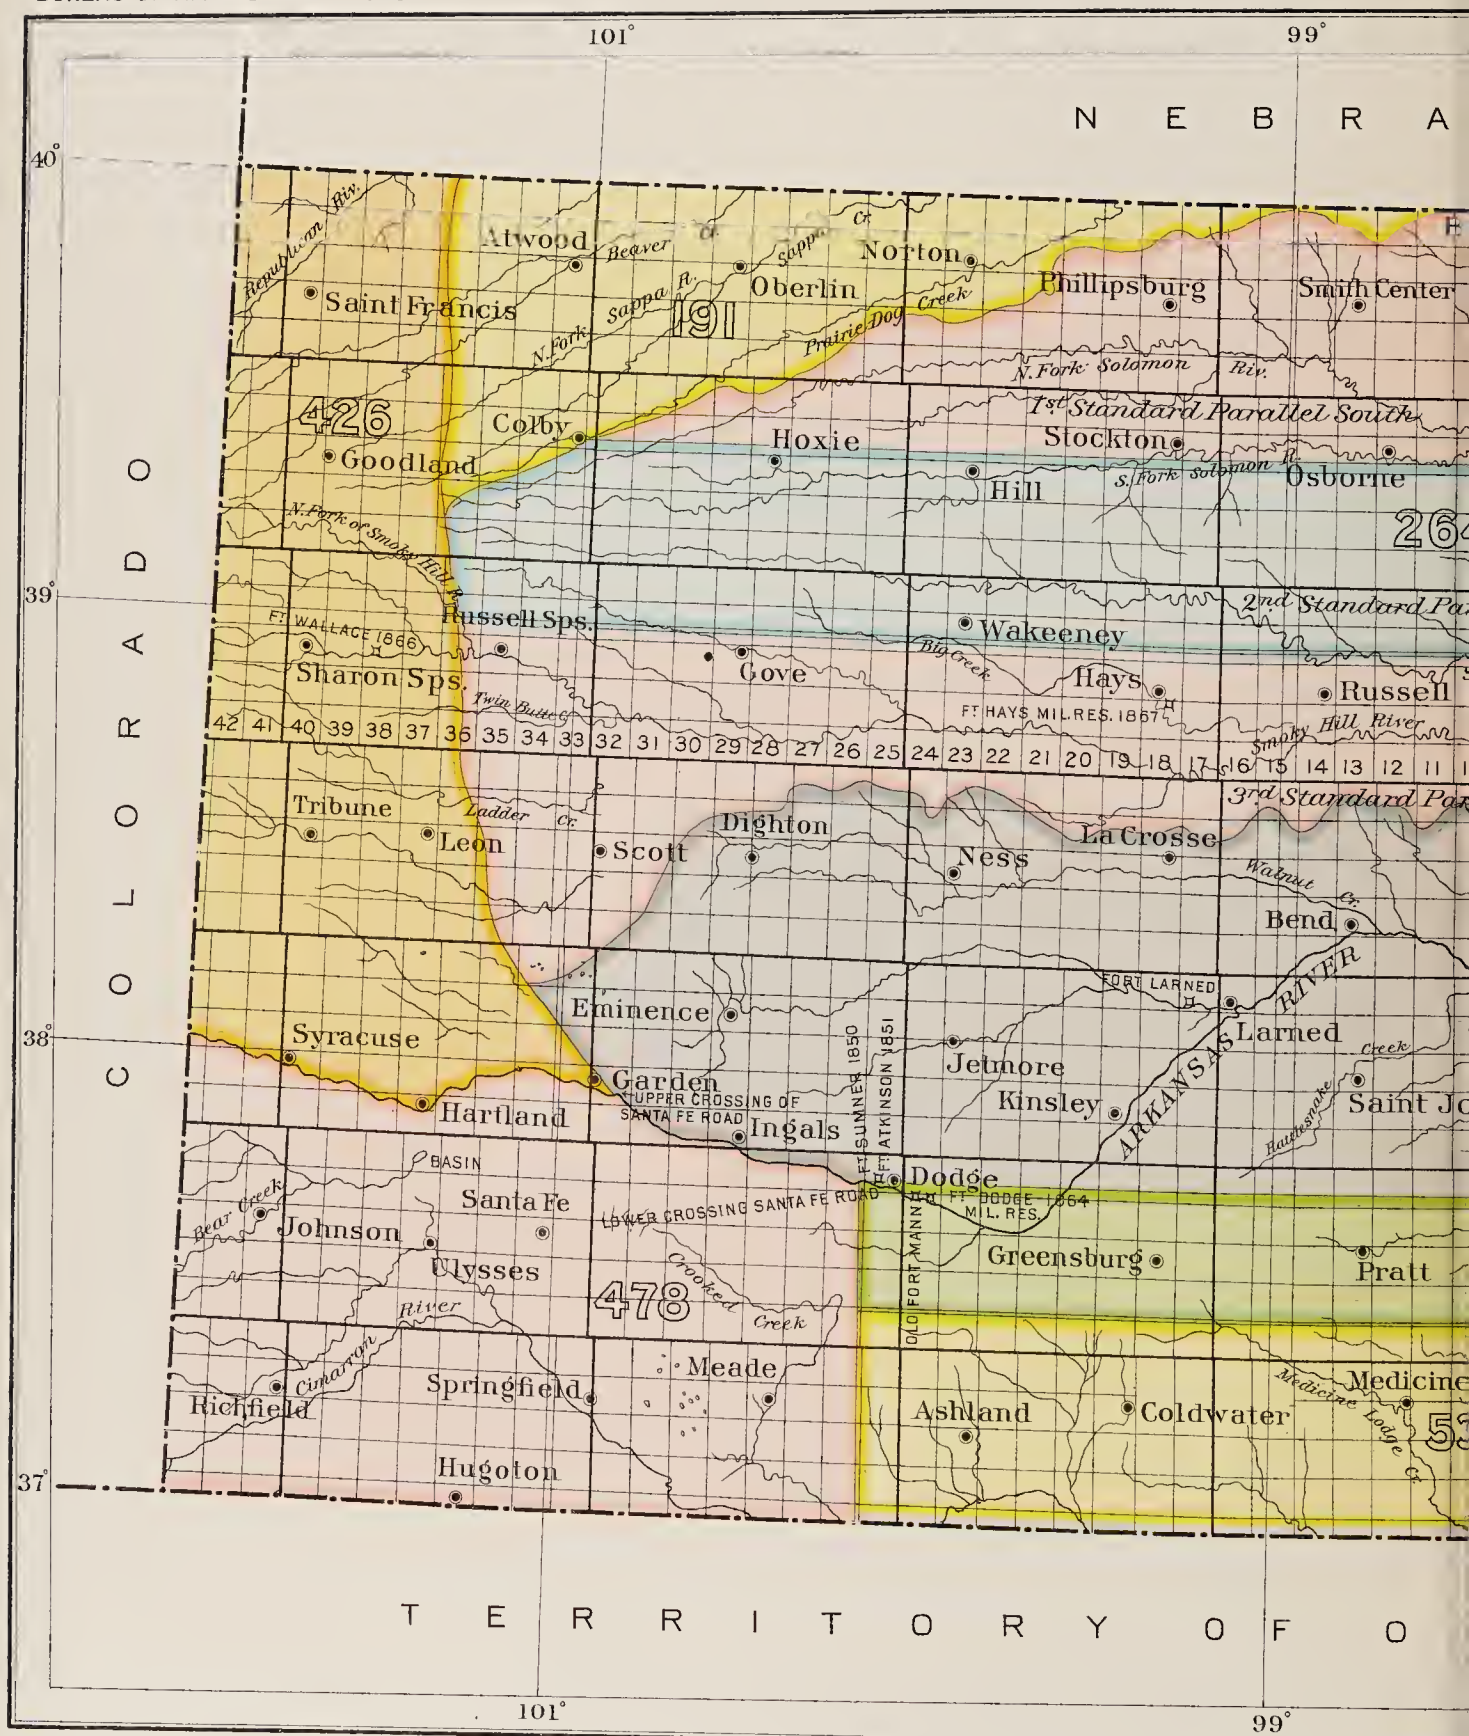 101°
99°
N E B R A
40°
Republican Riv.
Atwood
Beaver
Cr.
Sappa
Cr.
Norton
Saint Francis
Sappa R.
Oberlin
Phillipsburg
Smith Center
N. Fork
191
Prairie Dog Creek
N. Fork Solomon Riv.
426
1st Standard Parallel South
Colby
Hoxie
Stockton
Goodland
Hill
S. Fork Solomon R.
Osborne
N. Fork of Smoky Hill R.
264
C O L O R A D O
39°
2nd Standard Pa
FT WALLACE 1866
Russell Sps.
Wakeeney
Sharon Sps.
Gove
Big Creek
Hays
Russell
Twin Butte C
FT HAYS MIL. RES. 1867
Smoky Hill River
42 41 40 39 38 37 36 35 34 33 32 31 30 29 28 27 26 25 24 23 22 21 20 19 18 17 16 15 14 13 12 11 1
3rd Standard Par
Tribune
Ladder Cr.
Dighton
La Crosse
Leon
Scott
Ness
Walnut Cr.
Bend
FORT LARNED
Eminence
ARKANSAS RIVER
38°
Syracuse
Larned
FT SUMNER 1850
FT ATKINSON 1851
Jetmore
Creek
Garden
UPPER CROSSING OF
SANTA FE ROAD
Kinsley
Rattlesnake
Saint Jo
Hartland
Ingals
BASIN
Dodge
Santa Fe
LOWER CROSSING SANTA FE ROAD
FT DODGE 1864
MIL. RES.
Bear Creek
Johnson
OLD FORT MANN
Greensburg
Ulysses
Crooked
Creek
Pratt
478
River
Cimarron
Meade
Springfield
Medicine
Richfield
Ashland
Coldwater
Medicine Lodge Cr.
53
Hugoton
37°
T E R R I T O R Y O F O
101°
99°